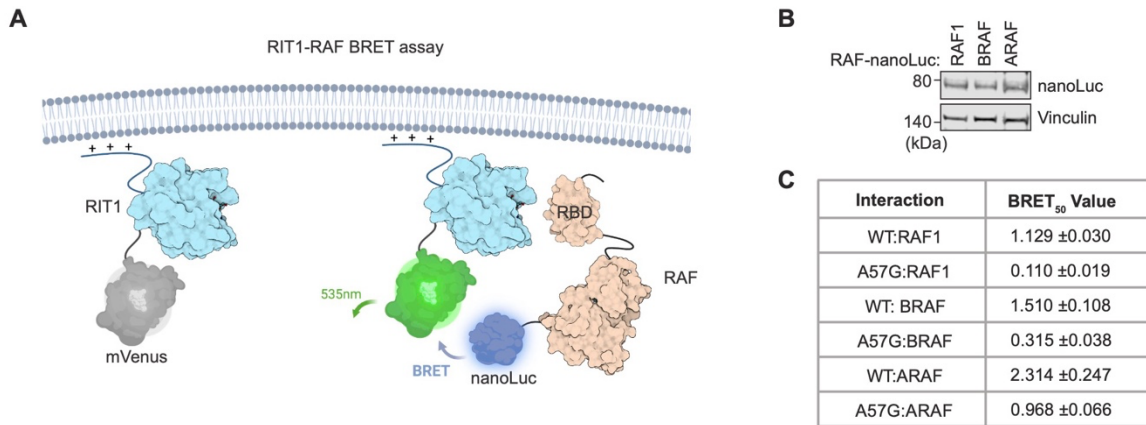 A
RIT1-RAF BRET assay
+ + +
+ + +
RIT1
RBD
RAF
535nm
mVenus
BRET
nanoLuc
B
RAF-nanoLuc:
RAF1
BRAF
ARAF
80
nanoLuc
140
Vinculin
(kDa)
C
Interaction BRET50 Value
WT:RAF1 1.129 ±0.030
A57G:RAF1 0.110 ±0.019
WT: BRAF 1.510 ±0.108
A57G:BRAF 0.315 ±0.038
WT:ARAF 2.314 ±0.247
A57G:ARAF 0.968 ±0.066